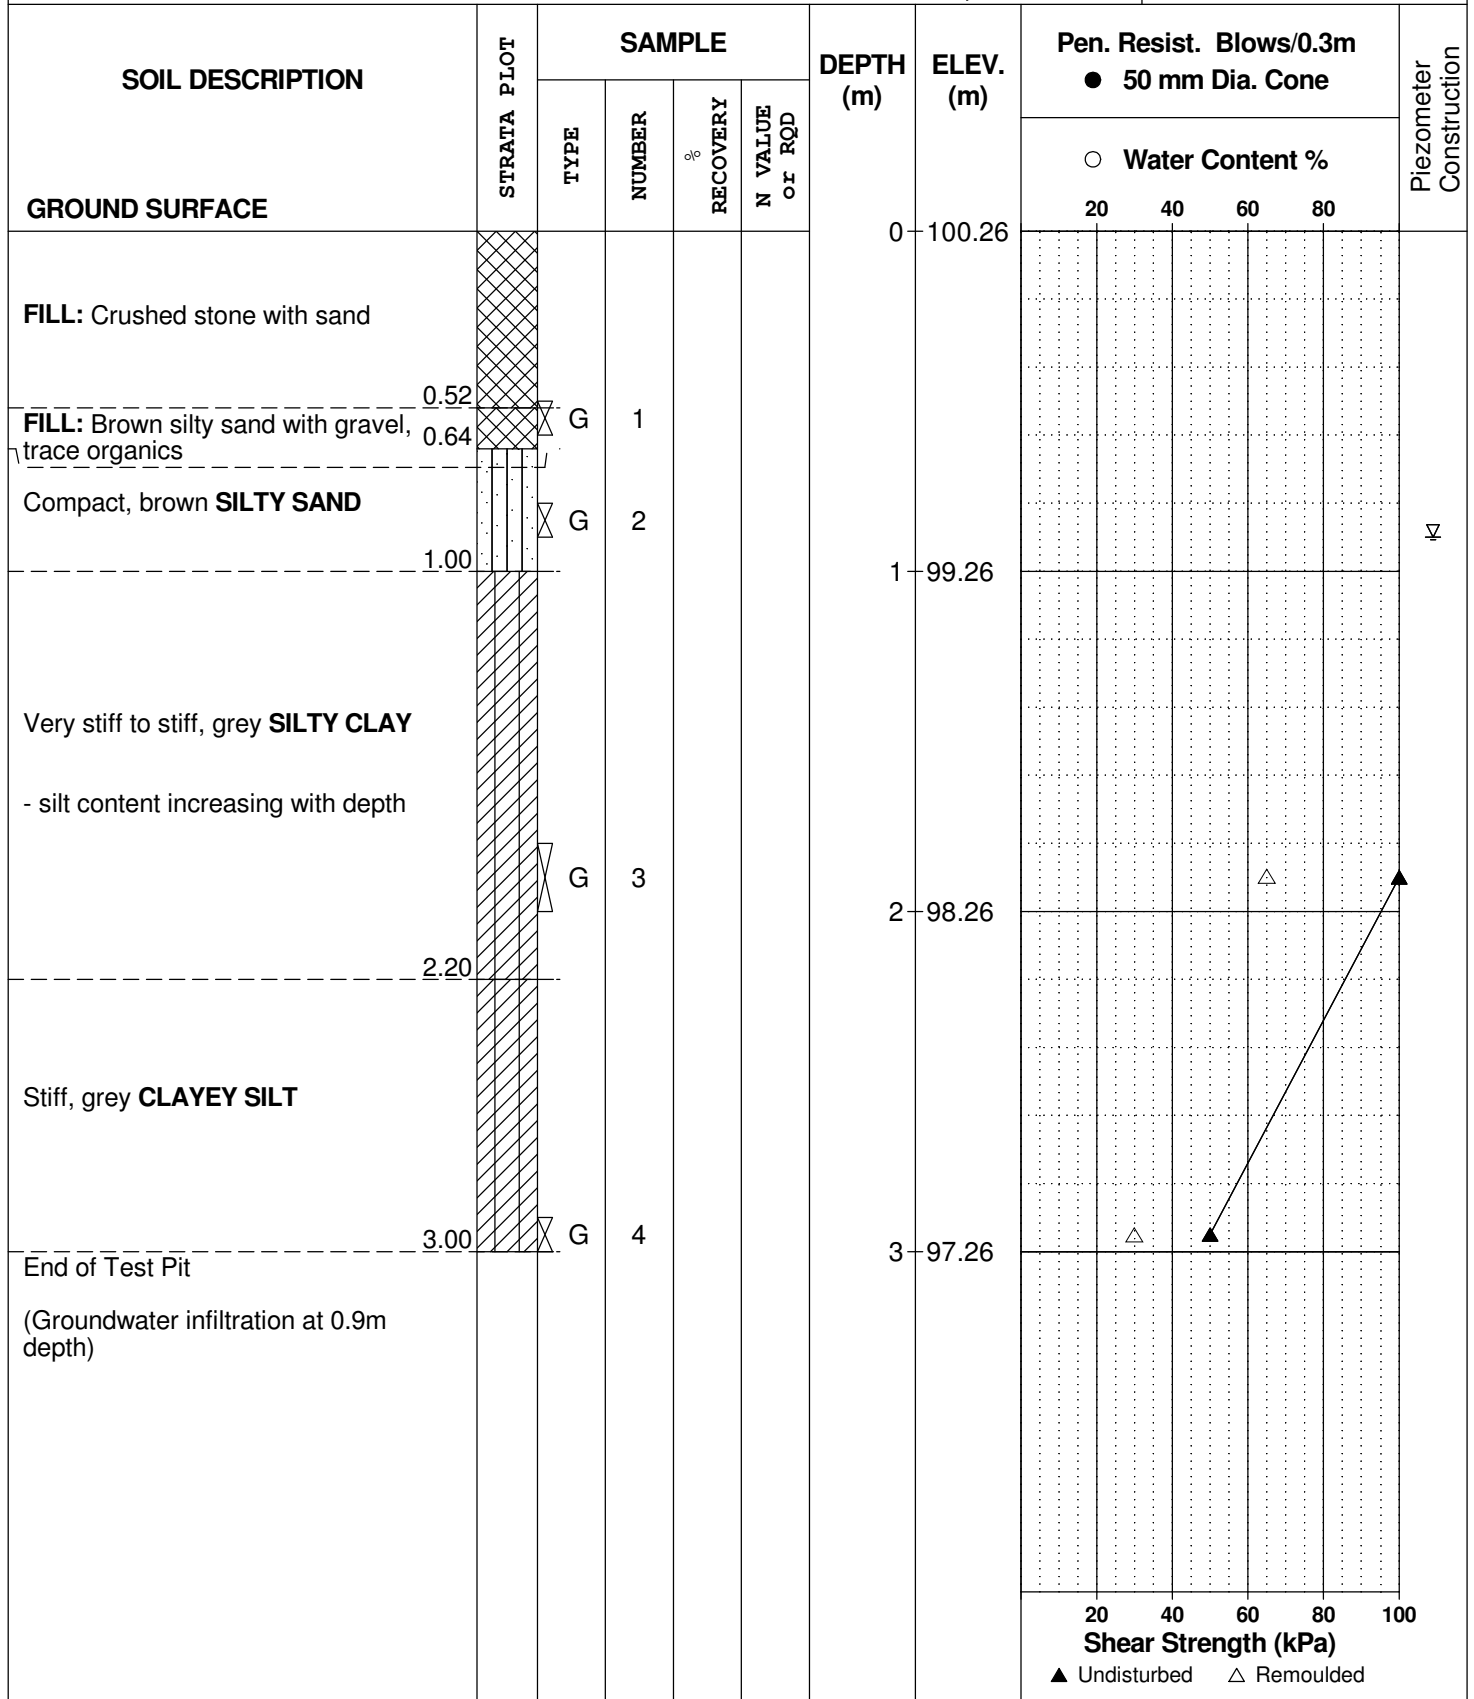 SOIL DESCRIPTION
GROUND SURFACE
STRATA PLOT
SAMPLE
TYPE
NUMBER
%
RECOVERY
N VALUE
or RQD
DEPTH
(m)
ELEV.
(m)
Pen. Resist. Blows/0.3m
● 50 mm Dia. Cone
○ Water Content %
20 40 60 80
Piezometer
Construction
0 100.26
FILL: Crushed stone with sand
0.52
FILL: Brown silty sand with gravel,
trace organics
0.64
G 1
Compact, brown SILTY SAND
G 2
1.00
1 99.26
Very stiff to stiff, grey SILTY CLAY
- silt content increasing with depth
G 3
2 98.26
2.20
Stiff, grey CLAYEY SILT
G 4
3.00
3 97.26
End of Test Pit
(Groundwater infiltration at 0.9m
depth)
20 40 60 80 100
Shear Strength (kPa)
▲ Undisturbed △ Remoulded